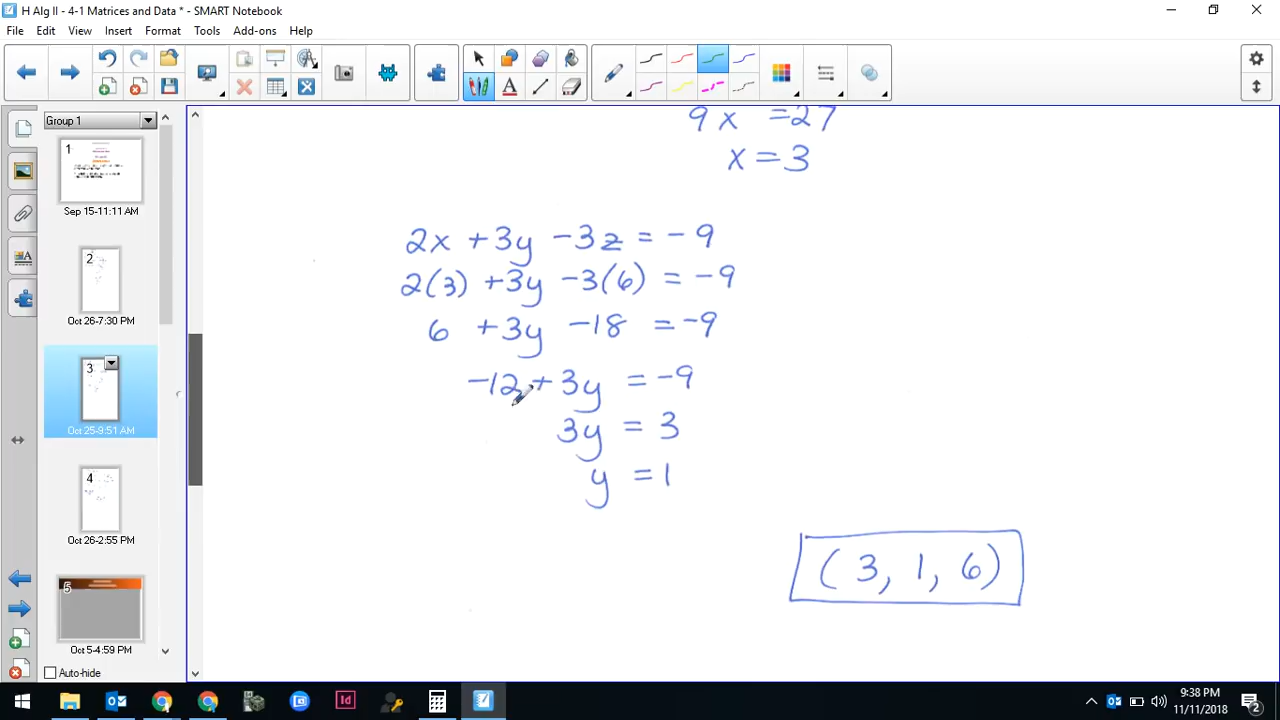 H Alg II - 4-1 Matrices and Data * - SMART Notebook
File Edit View Insert Format Tools Add-ons Help
Group 1
1
Sep 15-11:11 AM
2
Oct 26-7:30 PM
3
Oct 25-9:51 AM
4
Oct 26-2:55 PM
5
Oct 5-4:59 PM
Auto-hide
9x =27
x=3
2x +3y -3z = -9
2(3) +3y -3(6) = -9
6 +3y -18 = -9
-12 + 3y = -9
3y = 3
y = 1
(3, 1, 6)
Id
9:38 PM
11/11/2018
2